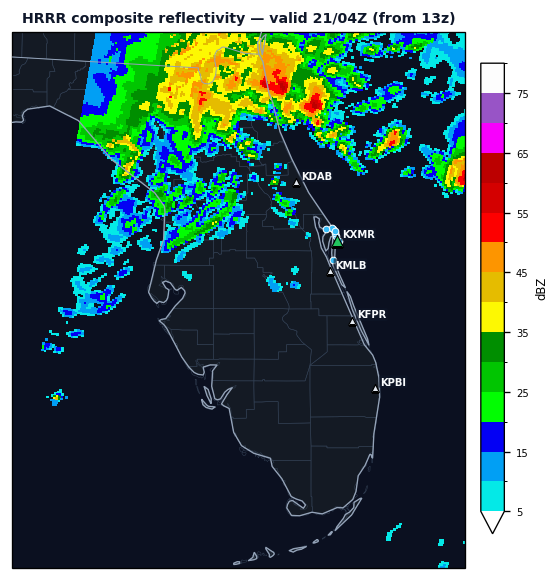 HRRR composite reflectivity — valid 21/04Z (from 13z)
KDAB
KXMR
KMLB
KFPR
KPBI
75
65
55
45
35
25
15
5
dBZ